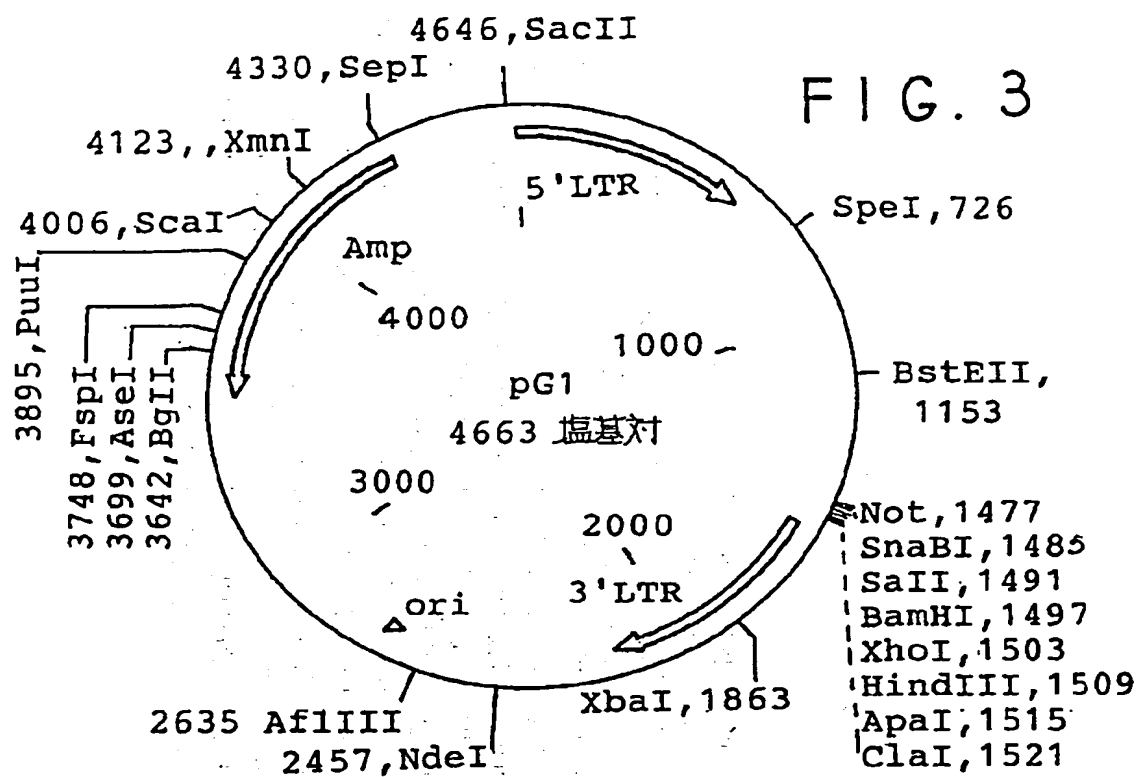 FIG. 3
4646,SacII
4330,SepI
4123,,XmnI
4006,ScaI
3895,PuuI
3748,FspI
3699,AseI
3642,BglI
5'LTR
SpeI,726
Amp
4000
1000
BstEII,
1153
pG1
4663 塩基対
3000
2000
Not,1477
SnaBI,1485
SaII,1491
BamHI,1497
XhoI,1503
HindIII,1509
ApaI,1515
ClaI,1521
3'LTR
ori
XbaI,1863
2635 AflIII
2457,NdeI